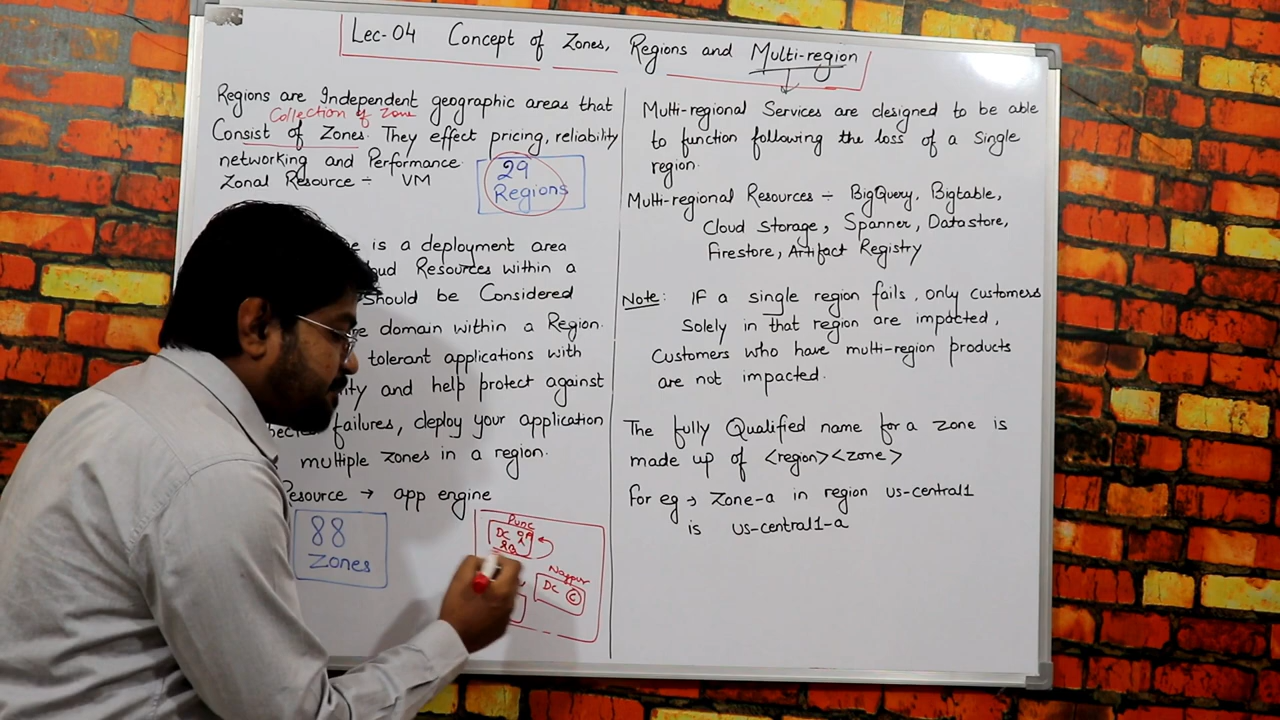 Lec-04 Concept of Zones, Regions and Multi-region
Regions are Independent geographic areas that
Collection of Zone
Consist of Zones. They effect pricing, reliability
networking and Performance
Zonal Resource ÷ VM
29
Regions
is a deployment area
Resources within a
Should be Considered
domain within a Region.
tolerant applications with
and help protect against
failures, deploy your application
multiple zones in a region.
Resource → app engine
88
Zones
Pune
DC
Nagpur
DC C
Multi-regional Services are designed to be able
to function following the loss of a Single
region.
Multi-regional Resources ÷ BigQuery, Bigtable,
Cloud Storage, Spanner, Datastore,
Firestore, Artifact Registry
Note: IF a single region fails, only customers
Solely in that region are impacted,
Customers who have multi-region products
are not impacted.
The fully Qualified name for a zone is
made up of <region><zone>
For eg → Zone-a in region us-central1
is us-central1-a